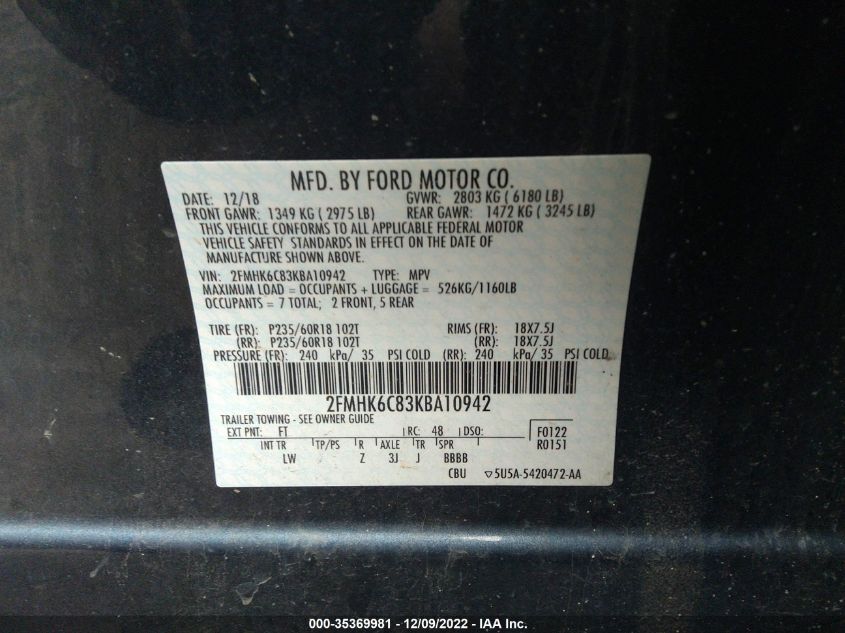 MFD. BY FORD MOTOR CO.
DATE: 12/18 GVWR: 2803 KG ( 6180 LB)
FRONT GAWR: 1349 KG ( 2975 LB) REAR GAWR: 1472 KG ( 3245 LB)
THIS VEHICLE CONFORMS TO ALL APPLICABLE FEDERAL MOTOR
VEHICLE SAFETY STANDARDS IN EFFECT ON THE DATE OF
MANUFACTURE SHOWN ABOVE.
VIN: 2FMHK6C83KBA10942 TYPE: MPV
MAXIMUM LOAD = OCCUPANTS + LUGGAGE = 526KG/1160LB
OCCUPANTS = 7 TOTAL; 2 FRONT, 5 REAR
TIRE (FR): P235/60R18 102T RIMS (FR): 18X7.5J
(RR): P235/60R18 102T (RR): 18X7.5J
PRESSURE (FR): 240 kPa/ 35 PSI COLD (RR): 240 kPa/ 35 PSI COLD
2FMHK6C83KBA10942
TRAILER TOWING - SEE OWNER GUIDE
EXT PNT: FT RC: 48 DSO: F0122
INT TR TP/PS R AXLE TR SPR R0151
LW Z 3J J BBBB
CBU ▽5U5A-5420472-AA
000-35369981 - 12/09/2022 - IAA Inc.